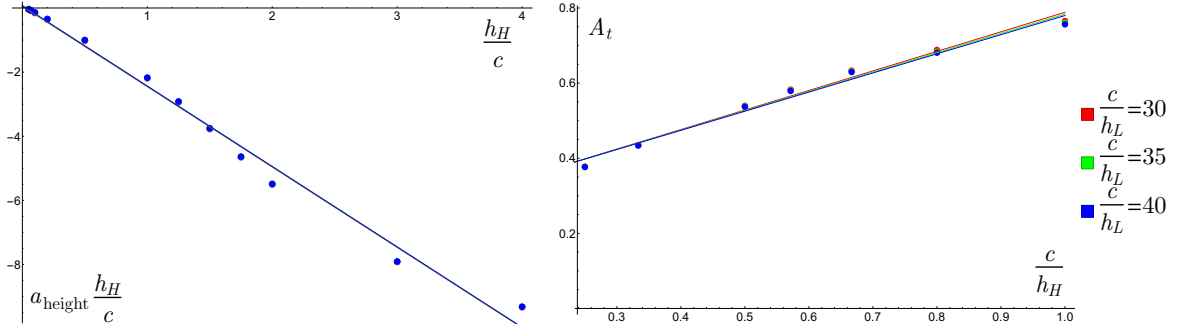 1 2 3 4
h_H/c
-2
-4
-6
-8
a_height h_H/c
0.8
A_t
0.6
0.4
0.2
0.3 0.4 0.5 0.6 0.7 0.8 0.9 1.0
c/h_H
c/h_L=30
c/h_L=35
c/h_L=40